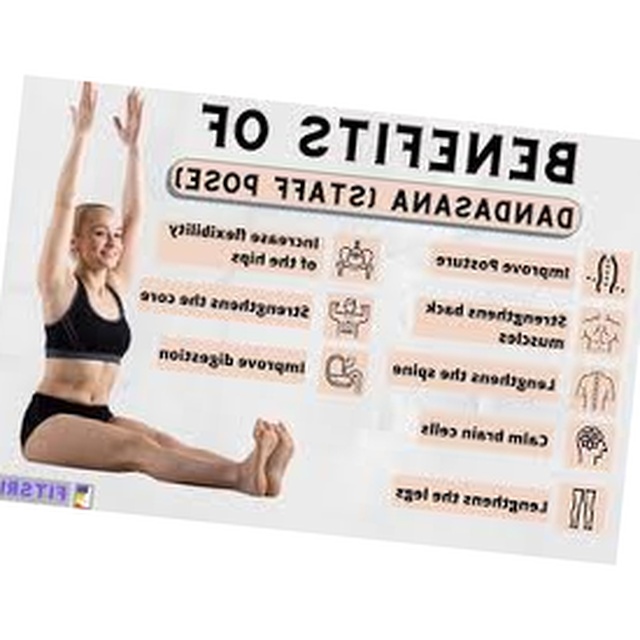 BENEFITS OF
DANDASANA (STAFF POSE)
Improve Posture
Strengthens back
muscles
Lengthens the spine
Calm brain cells
Lengthens the legs
Increase flexibility
of the hips
Strengthens the core
Improve digestion